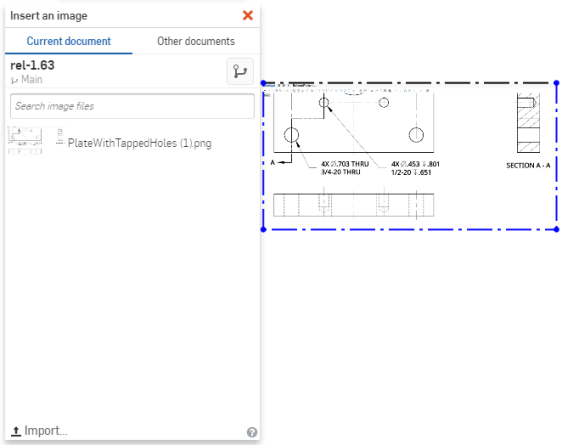 Insert an image
Current document
Other documents
rel-1.63
Main
Search image files
PlateWithTappedHoles (1).png
Import...
A
4X ∅.703 THRU
3/4-20 THRU
4X ∅.453 ↧.801
1/2-20 ↧.651
SECTION A - A